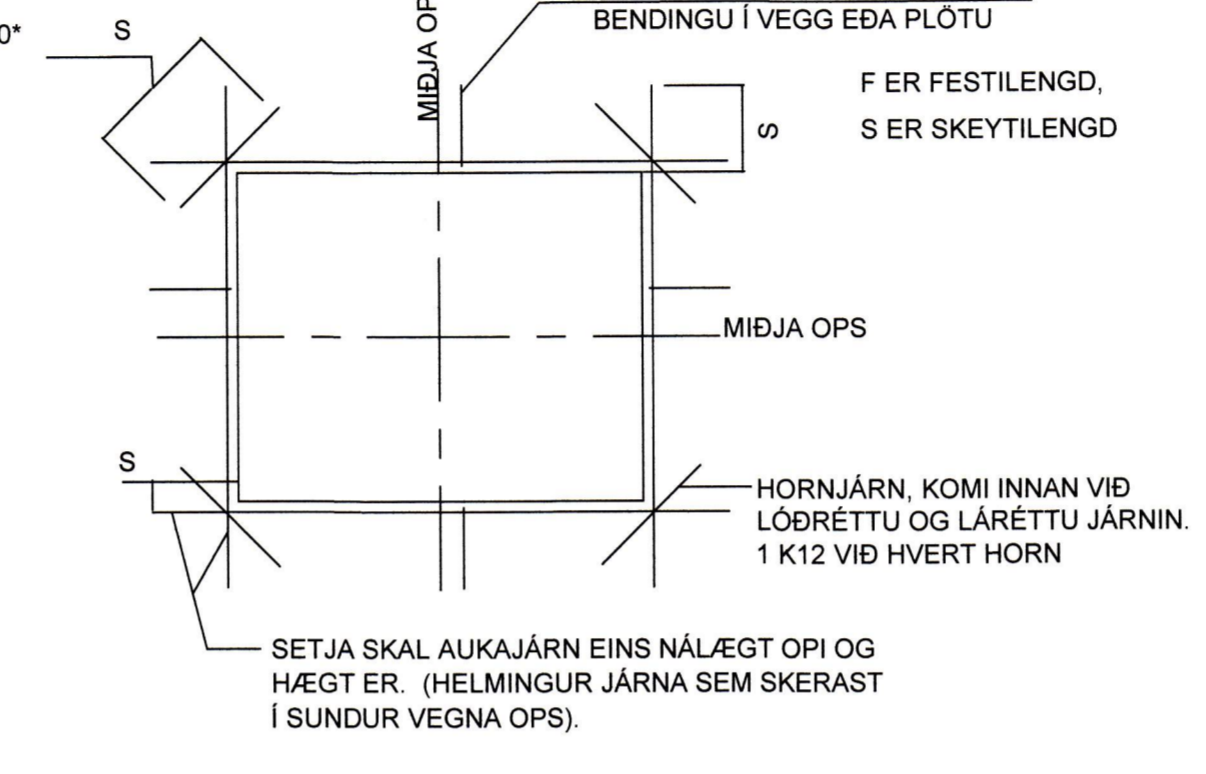 0*
S
MIÐJA OP
BENDINGU Í VEGG EÐA PLÖTU
F ER FESTILENGD,
S ER SKEYTILENGD
S
MIÐJA OPS
S
HORNJÁRN, KOMI INNAN VIÐ
LÓÐRÉTTU OG LÁRÉTTU JÁRNIN.
1 K12 VIÐ HVERT HORN
SETJA SKAL AUKAJÁRN EINS NÁLÆGT OPI OG
HÆGT ER.  (HELMINGUR JÁRNA SEM SKERAST
Í SUNDUR VEGNA OPS).